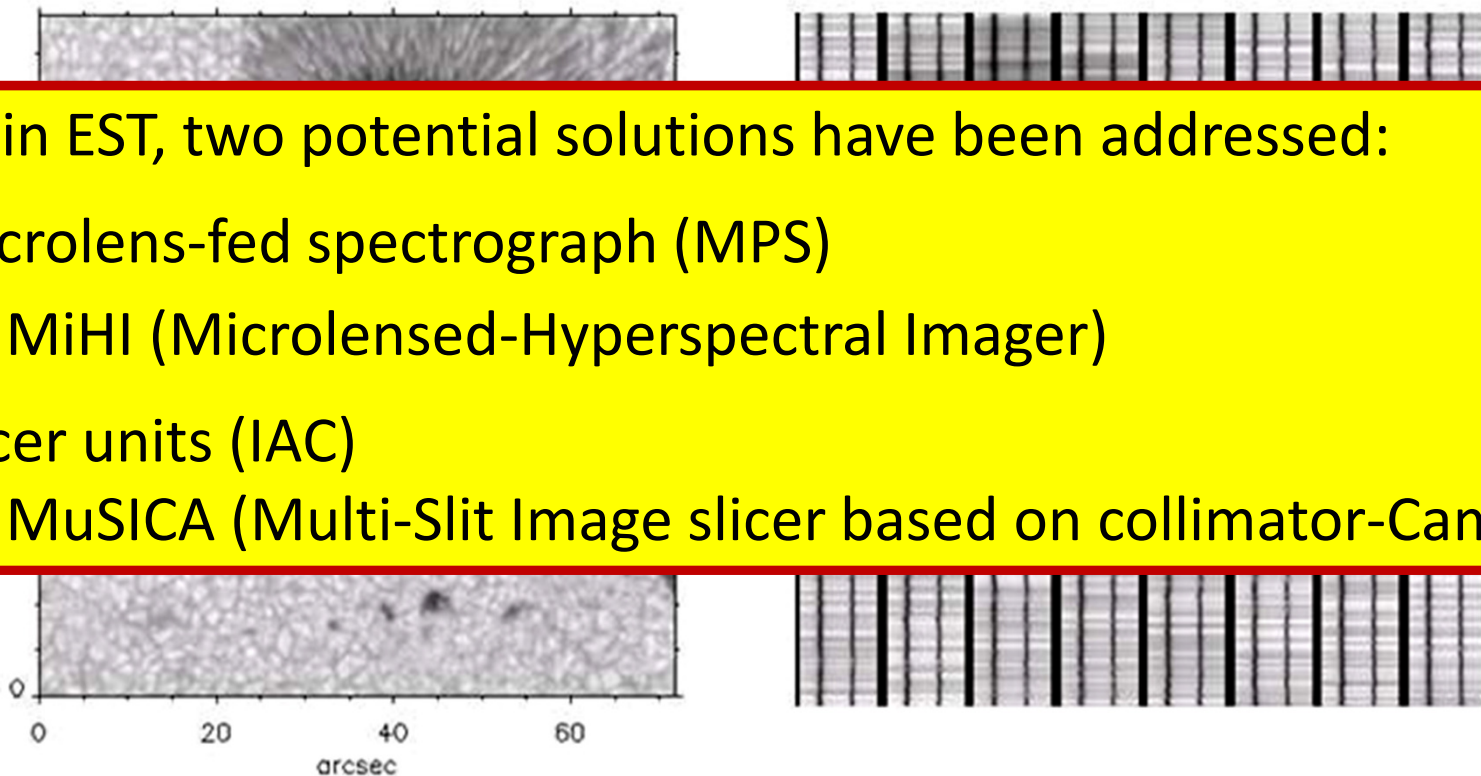 in EST, two potential solutions have been addressed:
crolens-fed spectrograph (MPS)
MiHI (Microlensed-Hyperspectral Imager)
cer units (IAC)
MuSICA (Multi-Slit Image slicer based on collimator-Cam
0
0 20 40 60
arcsec